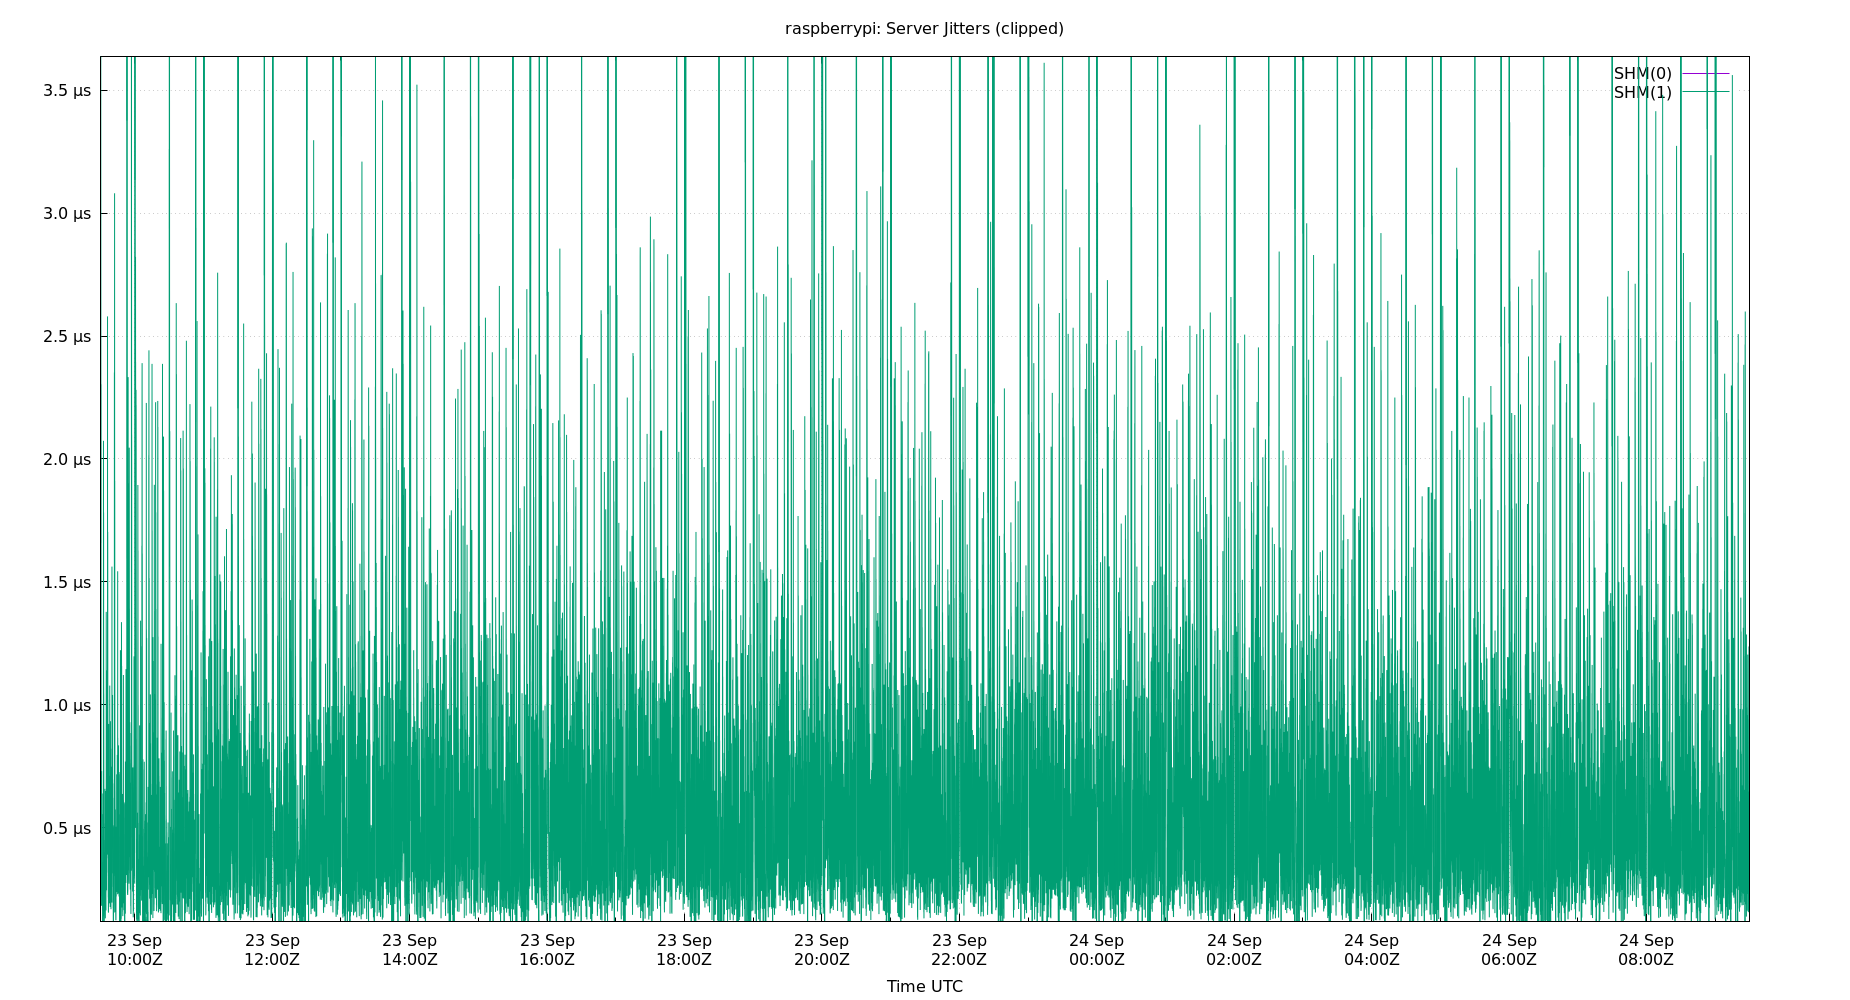 raspberrypi: Server Jitters (clipped)
SHM(0)
SHM(1)
3.5 µs
3.0 µs
2.5 µs
2.0 µs
1.5 µs
1.0 µs
0.5 µs
23 Sep 23 Sep 23 Sep 23 Sep 23 Sep 23 Sep 23 Sep 24 Sep 24 Sep 24 Sep 24 Sep 24 Sep
10:00Z 12:00Z 14:00Z 16:00Z 18:00Z 20:00Z 22:00Z 00:00Z 02:00Z 04:00Z 06:00Z 08:00Z
Time UTC